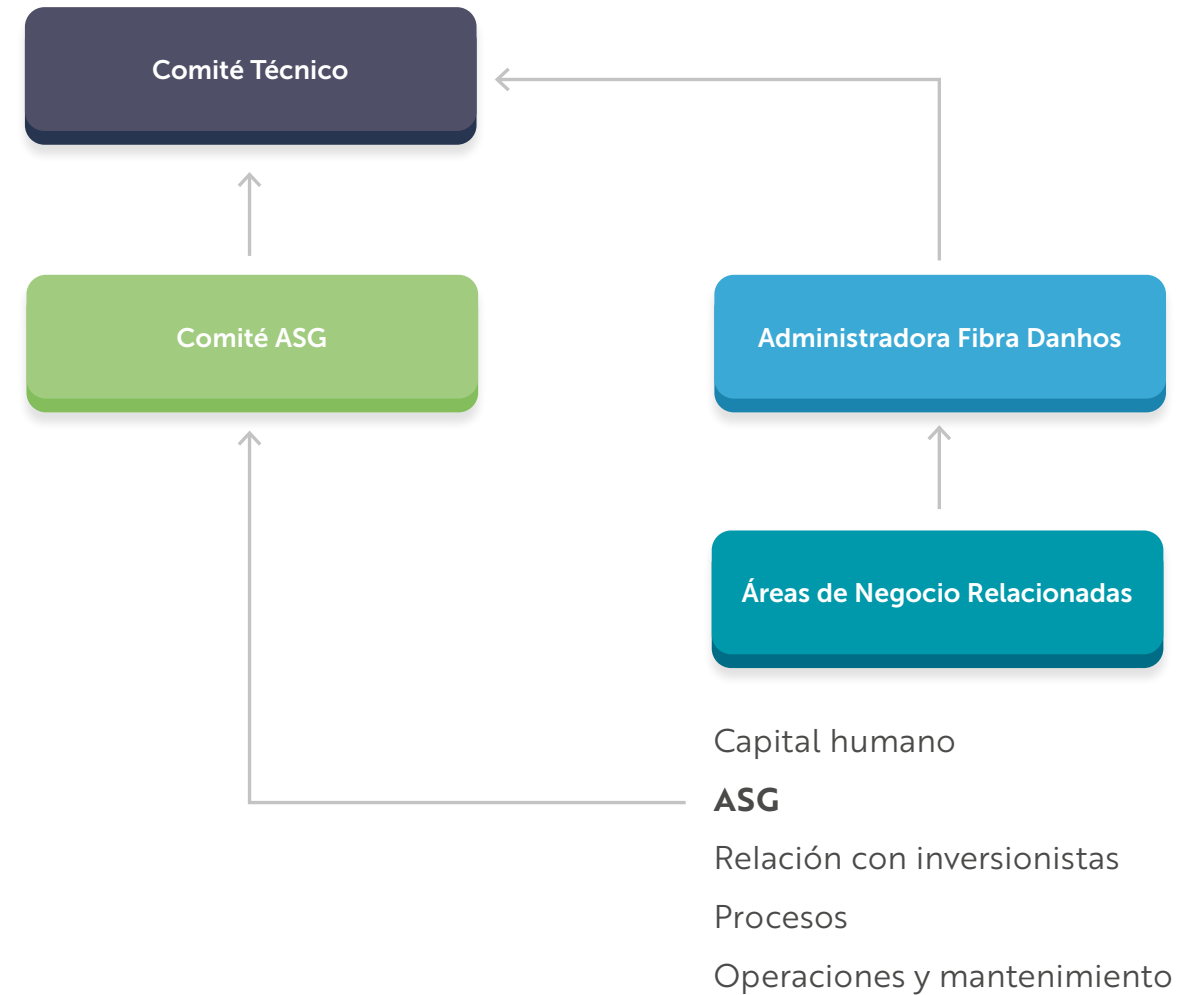 Comité Técnico
Comité ASG
Administradora Fibra Danhos
Áreas de Negocio Relacionadas
Capital humano
ASG
Relación con inversionistas
Procesos
Operaciones y mantenimiento